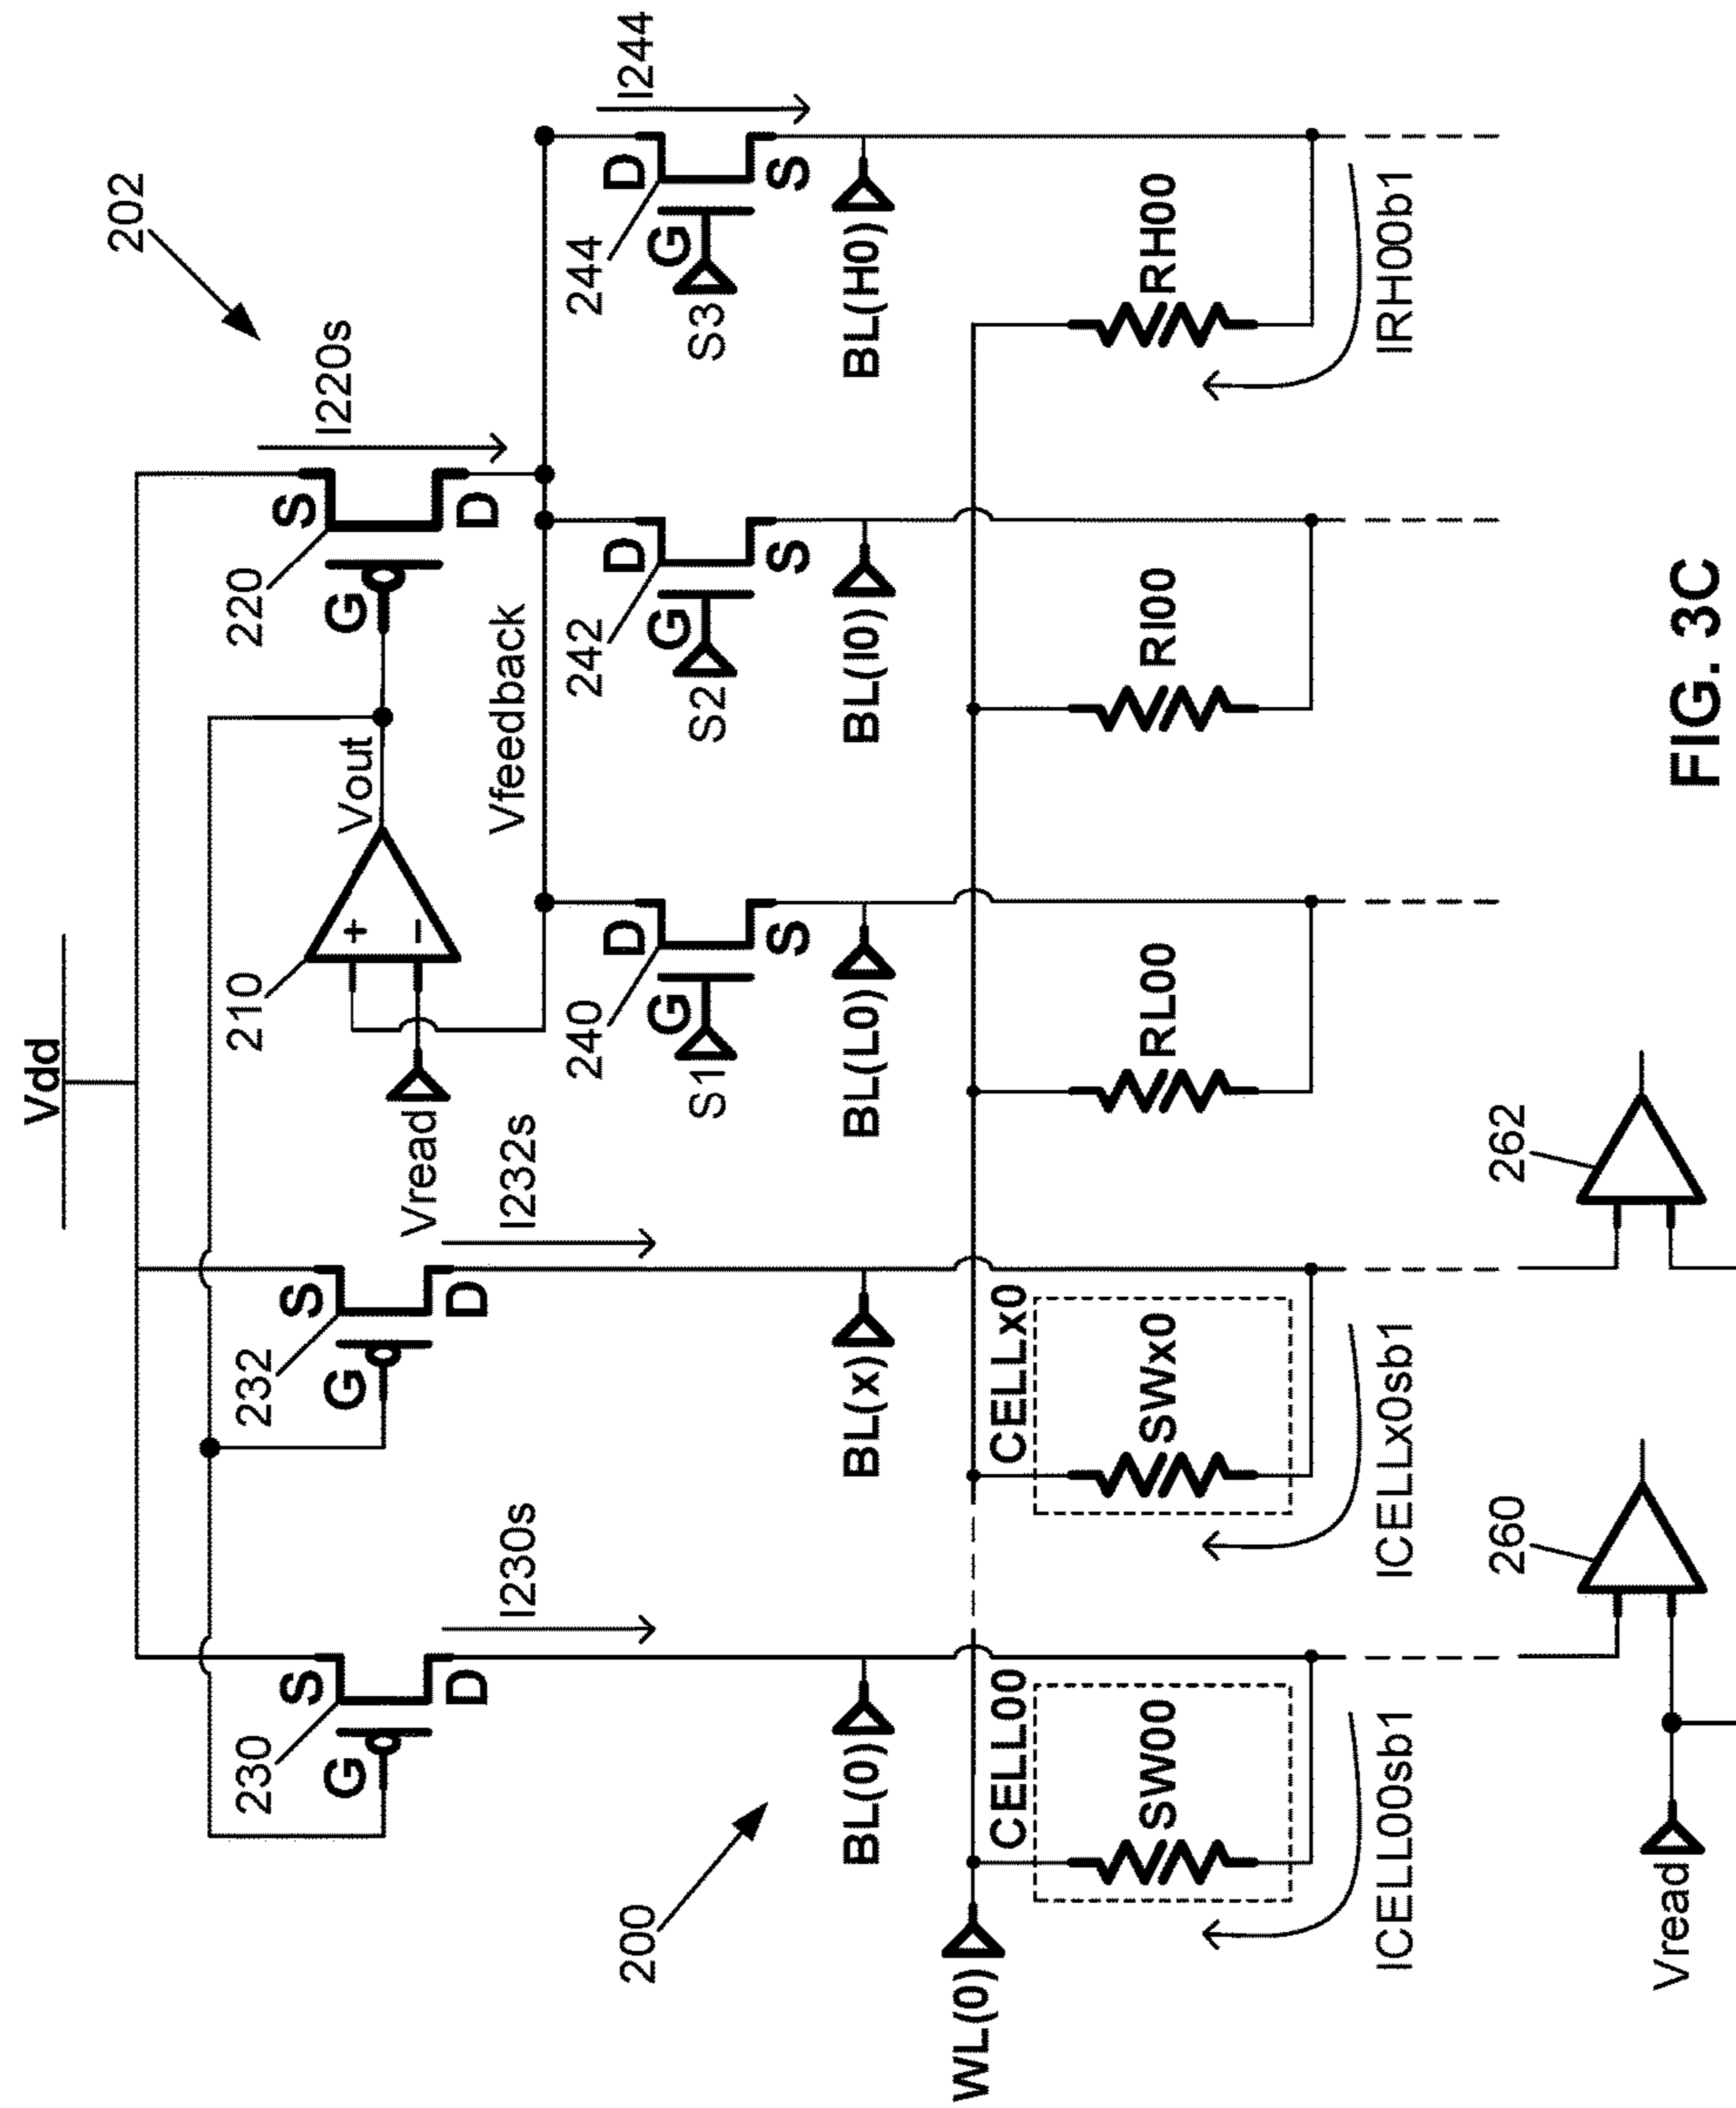 Vdd
202
I220s
S
D
G
220
210
+
−
Vout
Vread
Vfeedback
232
S
D
G
I232s
230
S
D
G
I230s
240
D
G
S
S1
242
D
G
S
S2
244
D
G
S
S3
I244
200
BL(0)
BL(x)
BL(L0)
BL(I0)
BL(H0)
WL(0)
CELL00
SW00
CELLx0
SWx0
RL00
RI00
RH00
ICELL00sb1
ICELLx0sb1
IRH00b1
260
262
Vread
FIG. 3C